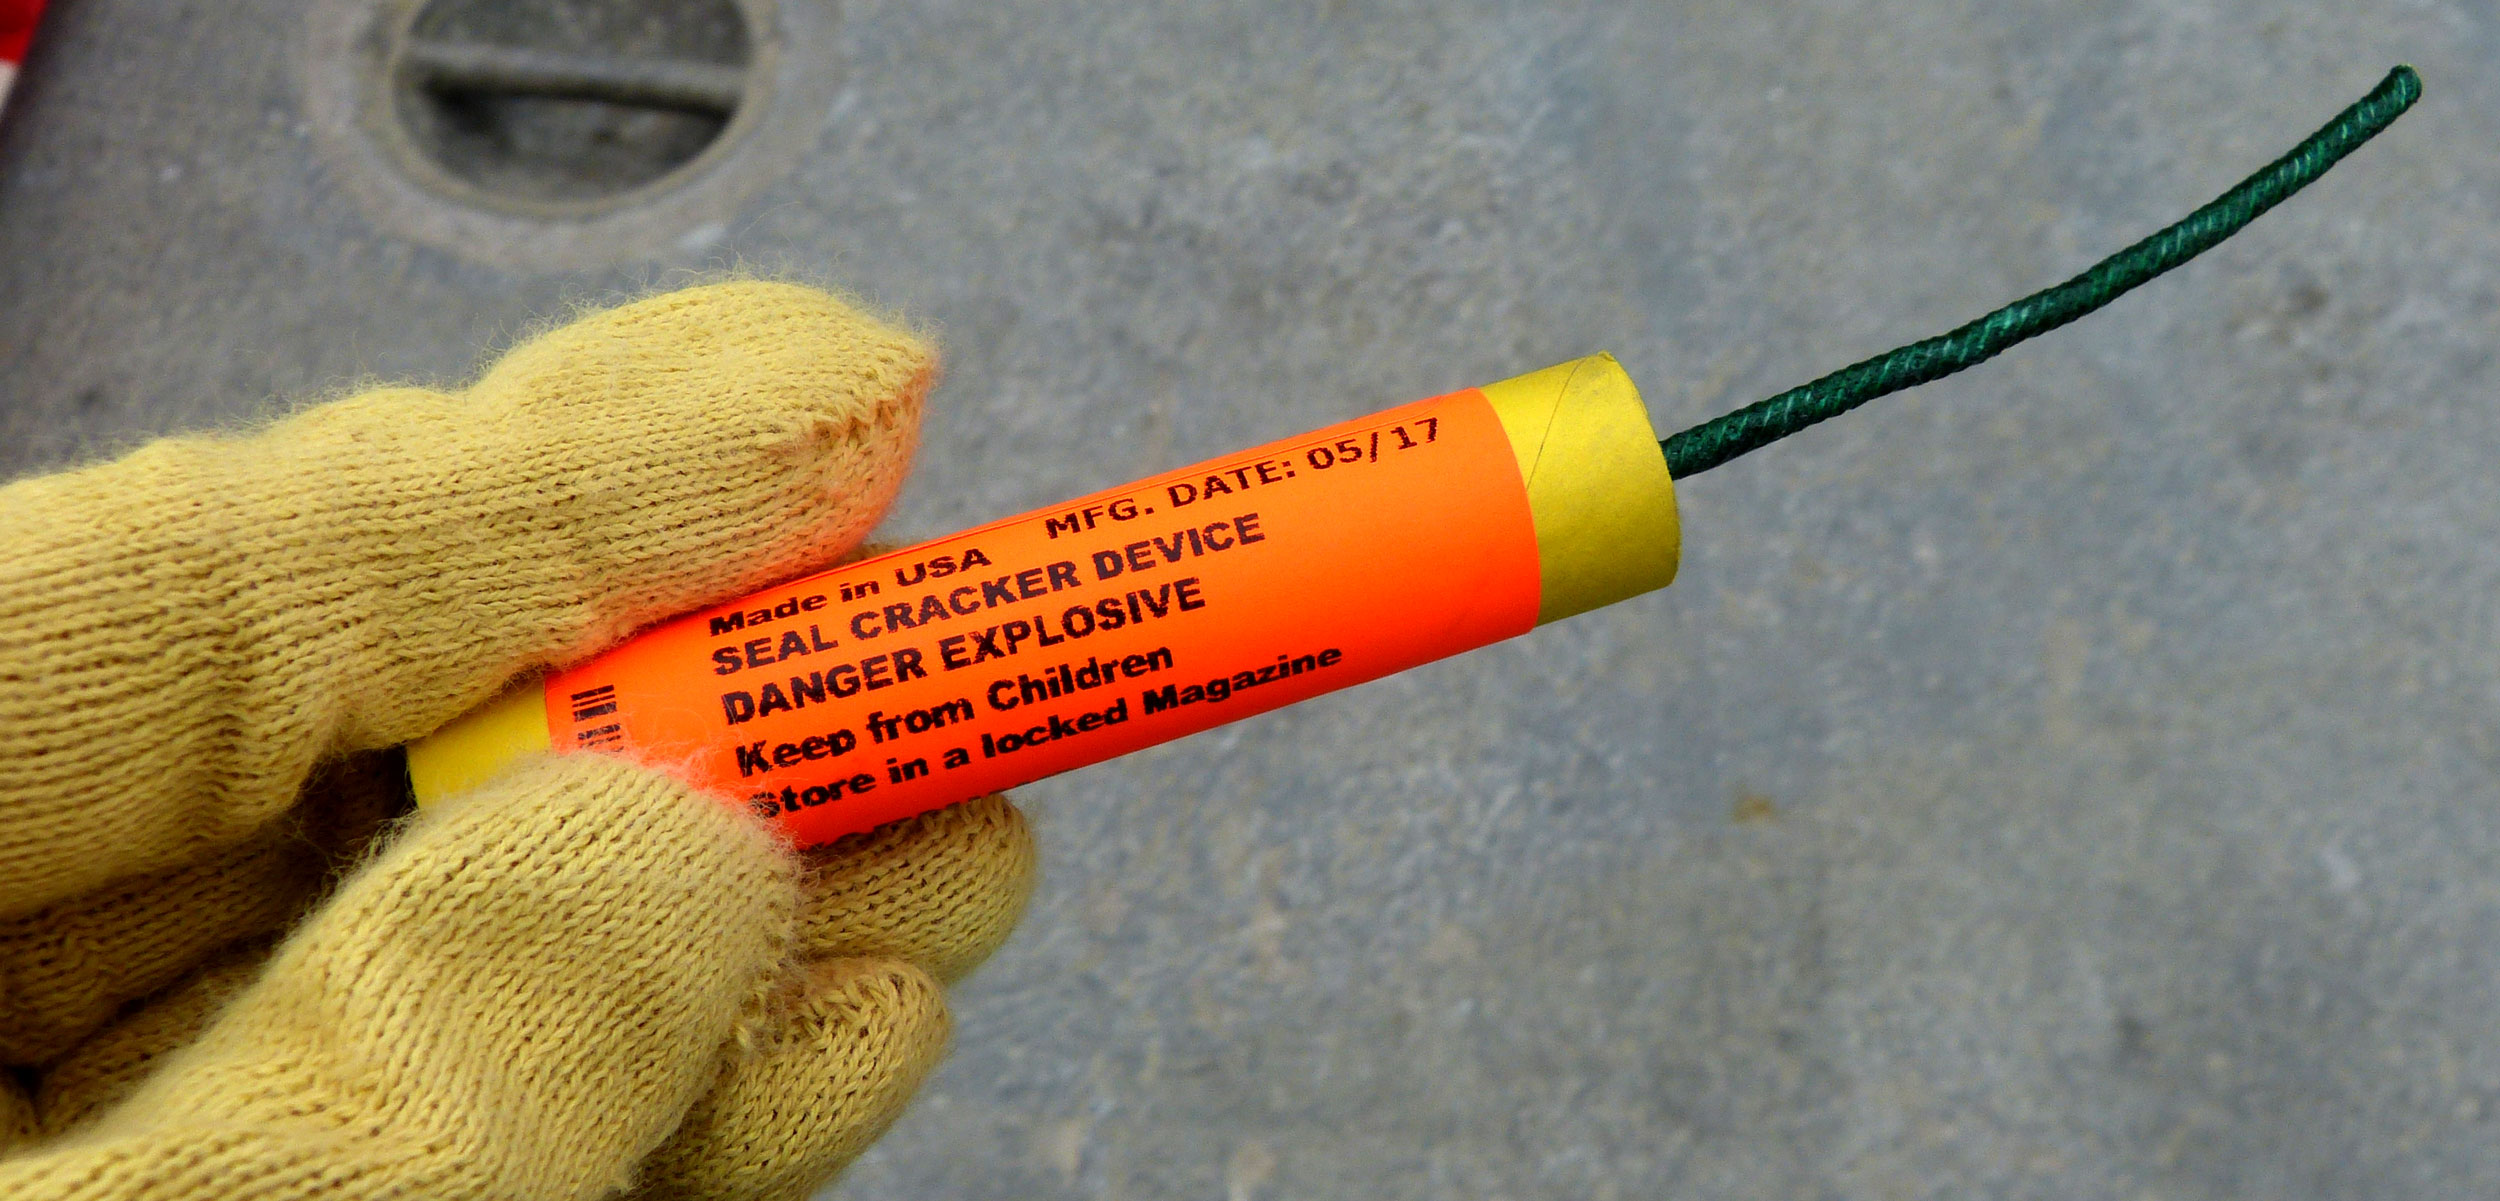 Made in USA MFG. DATE: 05/17
SEAL CRACKER DEVICE
DANGER EXPLOSIVE
Keep from Children
Store in a locked Magazine